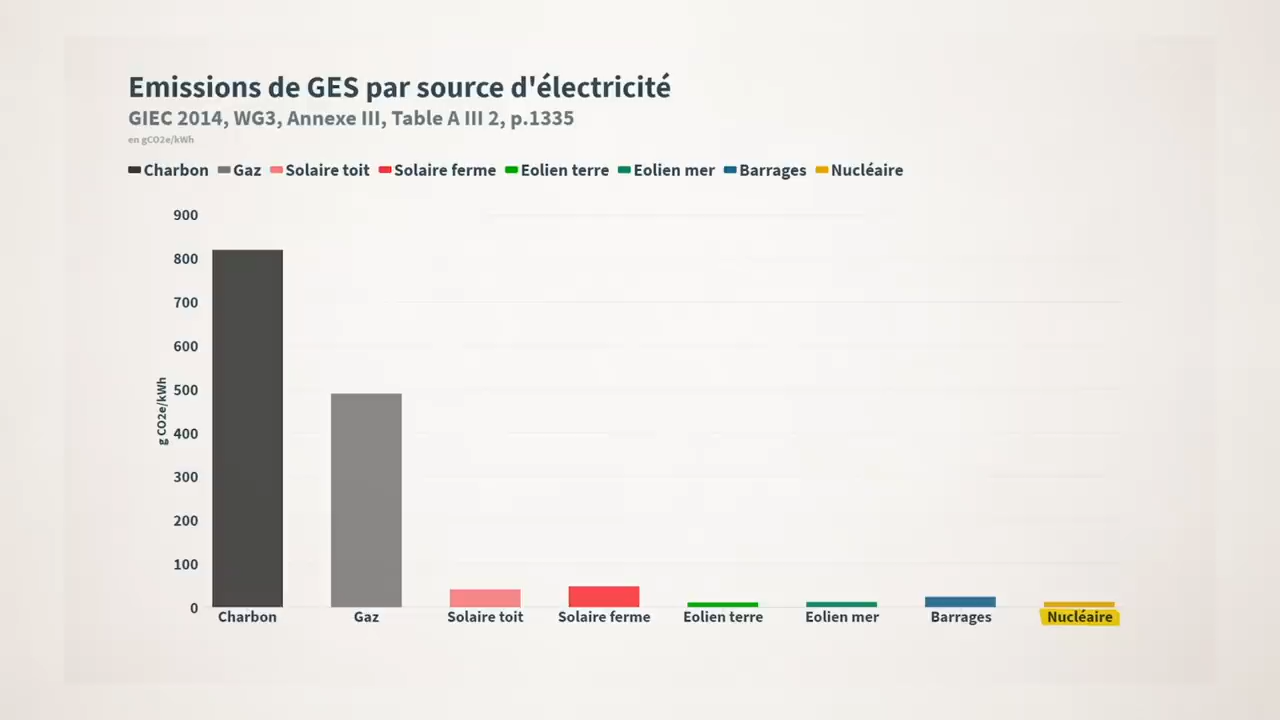 Emissions de GES par source d'électricité
GIEC 2014, WG3, Annexe III, Table A III 2, p.1335
en gCO2e/kWh
Charbon Gaz Solaire toit Solaire ferme Eolien terre Eolien mer Barrages Nucléaire
900
800
700
600
500
400
300
200
100
0
g CO2e/kWh
Charbon Gaz Solaire toit Solaire ferme Eolien terre Eolien mer Barrages Nucléaire